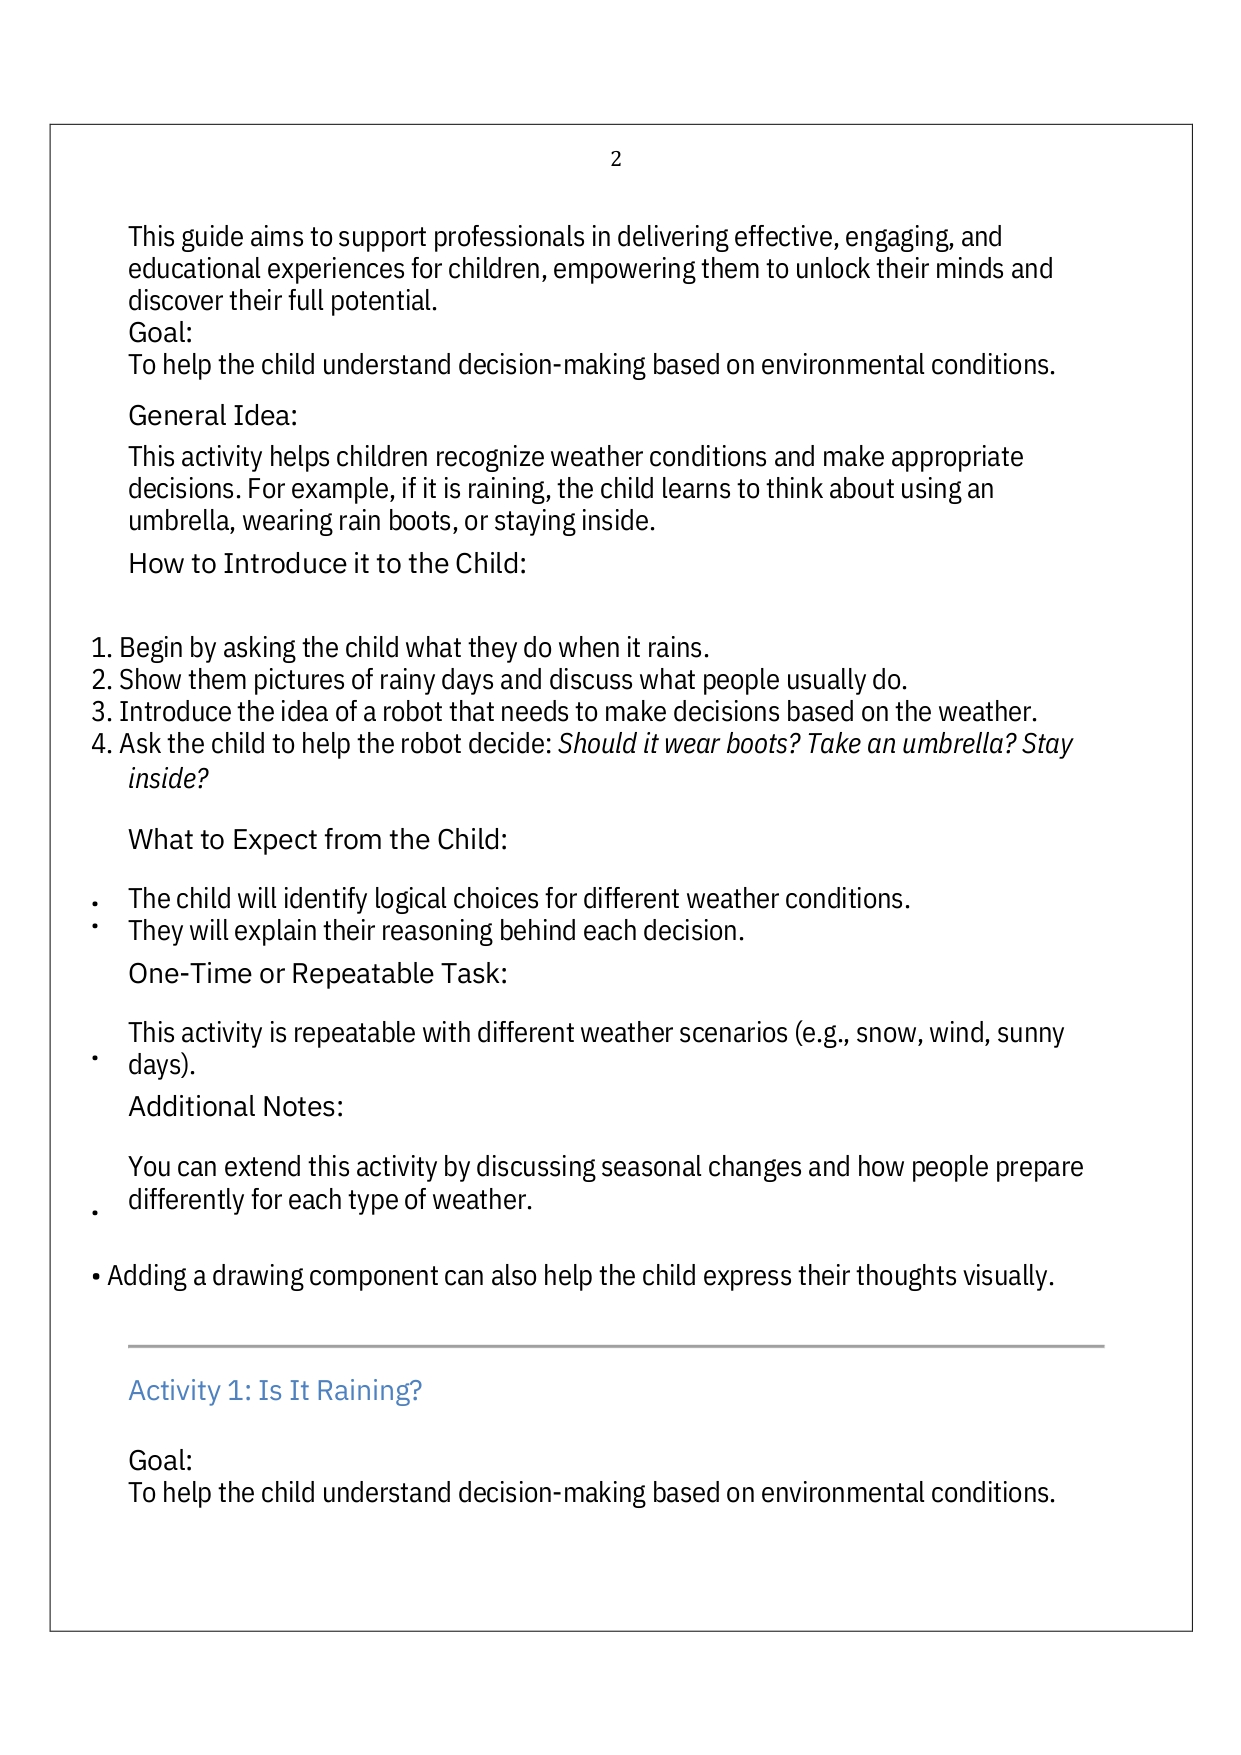 2
This guide aims to support professionals in delivering effective, engaging, and
educational experiences for children, empowering them to unlock their minds and
discover their full potential.
Goal:
To help the child understand decision-making based on environmental conditions.
General Idea:
This activity helps children recognize weather conditions and make appropriate
decisions. For example, if it is raining, the child learns to think about using an
umbrella, wearing rain boots, or staying inside.
How to Introduce it to the Child:
1. Begin by asking the child what they do when it rains.
2. Show them pictures of rainy days and discuss what people usually do.
3. Introduce the idea of a robot that needs to make decisions based on the weather.
4. Ask the child to help the robot decide: Should it wear boots? Take an umbrella? Stay
inside?
What to Expect from the Child:
• The child will identify logical choices for different weather conditions.
• They will explain their reasoning behind each decision.
One-Time or Repeatable Task:
This activity is repeatable with different weather scenarios (e.g., snow, wind, sunny
• days).
Additional Notes:
You can extend this activity by discussing seasonal changes and how people prepare
• differently for each type of weather.
• Adding a drawing component can also help the child express their thoughts visually.
Activity 1: Is It Raining?
Goal:
To help the child understand decision-making based on environmental conditions.